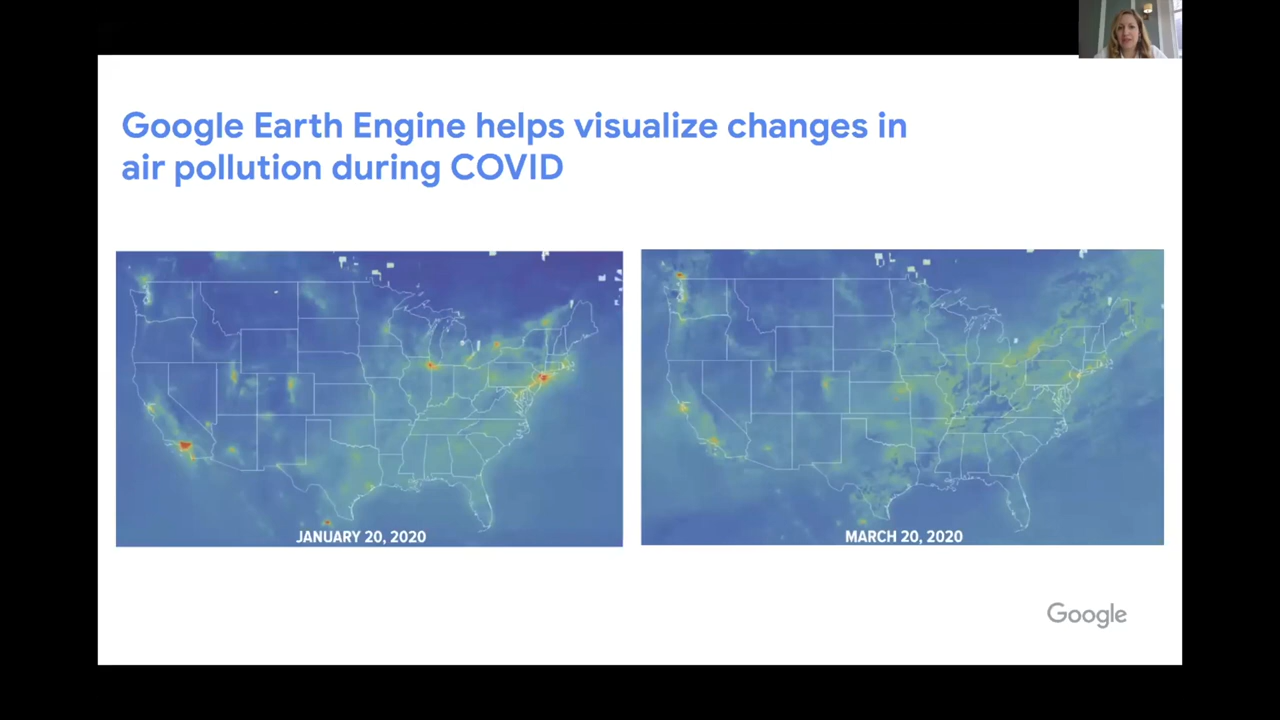 Google Earth Engine helps visualize changes in
air pollution during COVID
JANUARY 20, 2020
MARCH 20, 2020
Google